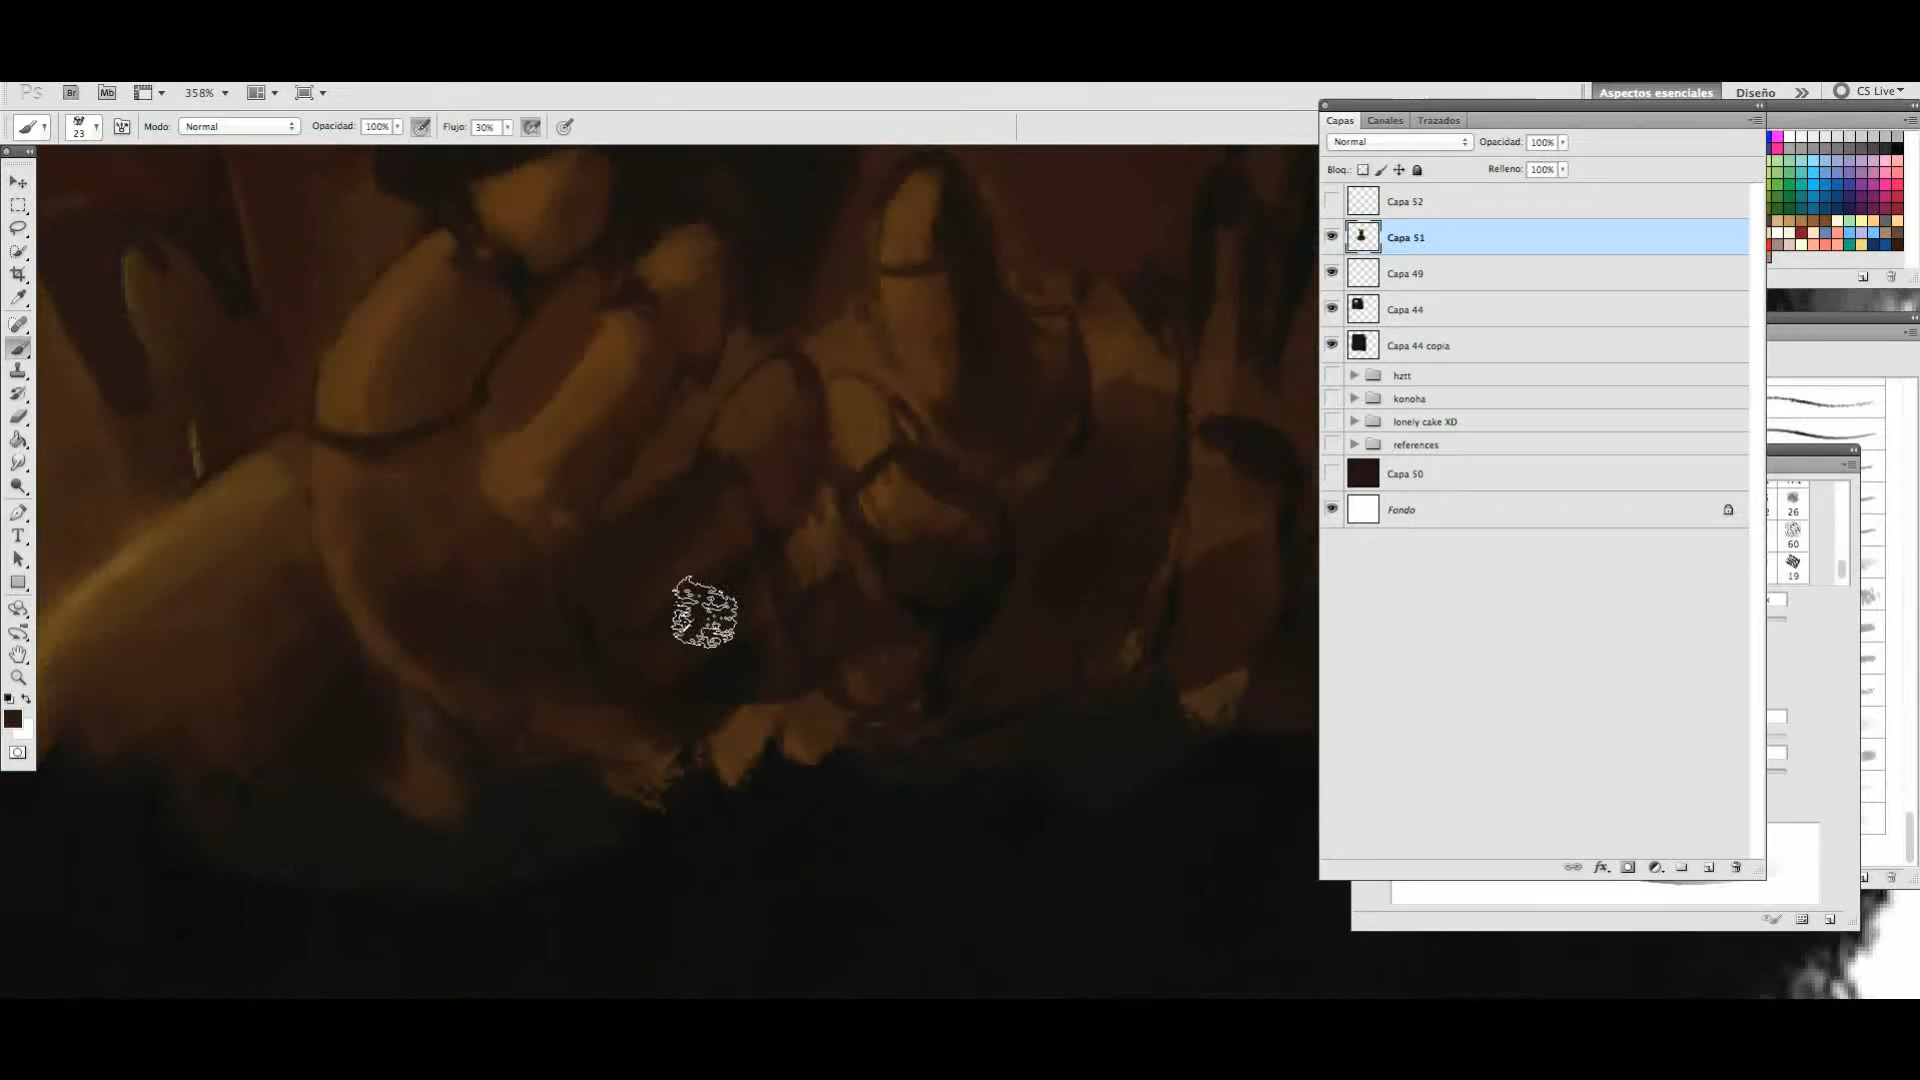 Ps Br Mb 358% Aspectos esenciales Diseño CS Live
23 Modo: Normal Opacidad: 100% Flujo: 30%
Capas Canales Trazados
Normal Opacidad: 100%
Bloq.: Relleno: 100%
Capa 52
Capa 51
Capa 49
Capa 44
Capa 44 copia
hztt
konoha
lonely cake XD
references
Capa 50
Fondo
26
60
19
T
fx